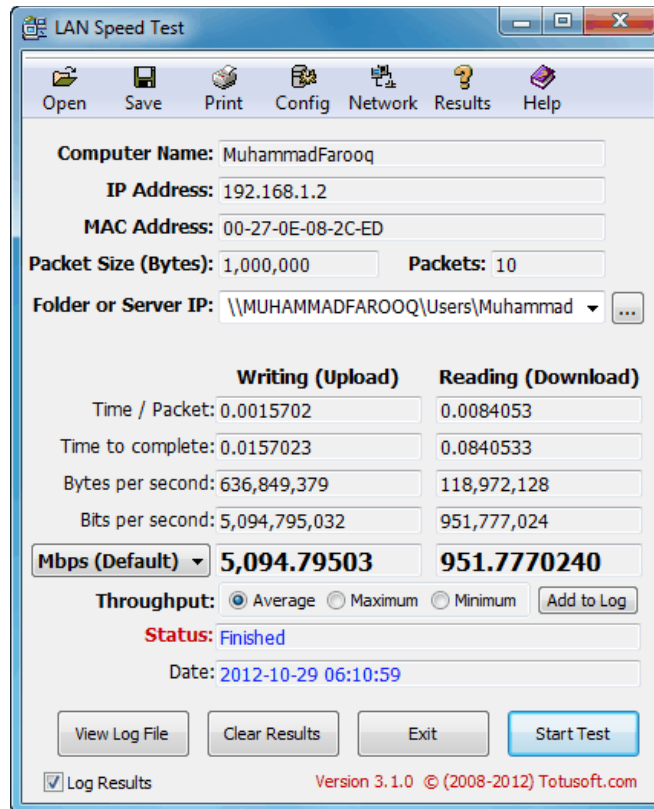 LAN Speed Test
Open Save Print Config Network Results Help
Computer Name: MuhammadFarooq
IP Address: 192.168.1.2
MAC Address: 00-27-0E-08-2C-ED
Packet Size (Bytes): 1,000,000 Packets: 10
Folder or Server IP: \\MUHAMMADFAROOQ\Users\Muhammad ...
Writing (Upload) Reading (Download)
Time / Packet: 0.0015702 0.0084053
Time to complete: 0.0157023 0.0840533
Bytes per second: 636,849,379 118,972,128
Bits per second: 5,094,795,032 951,777,024
Mbps (Default) 5,094.79503 951.7770240
Throughput: Average Maximum Minimum Add to Log
Status: Finished
Date: 2012-10-29 06:10:59
View Log File Clear Results Exit Start Test
Log Results Version 3.1.0 © (2008-2012) Totusoft.com